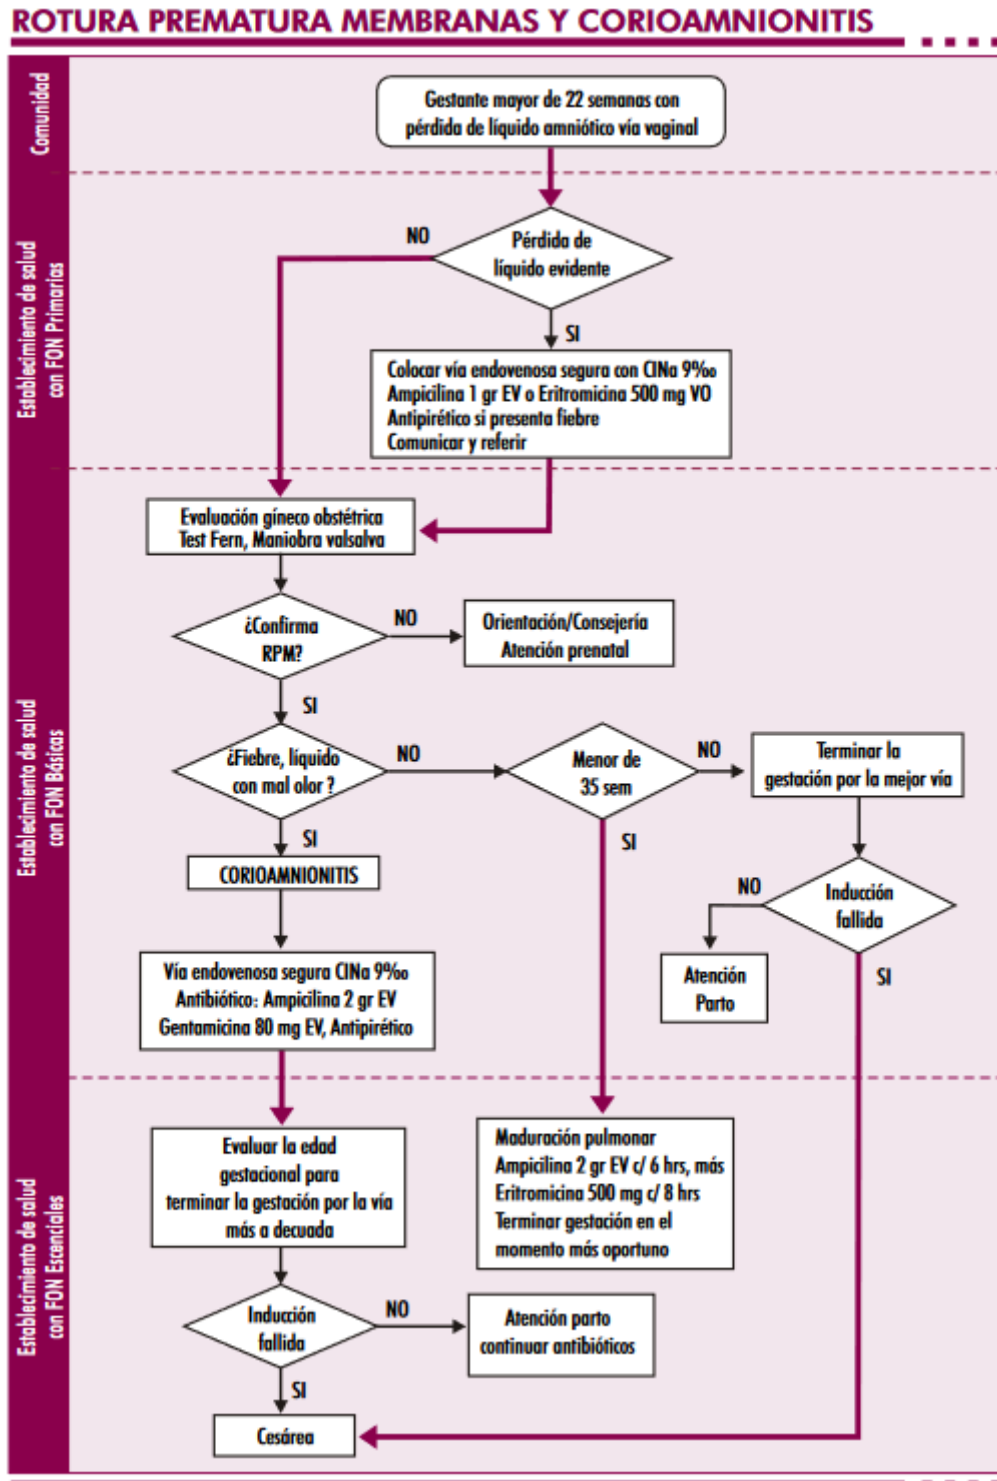 ROTURA PREMATURA MEMBRANAS Y CORIOAMNIONITIS
Comunidad
Gestante mayor de 22 semanas con
pérdida de líquido amniótico vía vaginal
Establecimiento de salud
con FON Primarias
Pérdida de
líquido evidente
NO
SI
Colocar vía endovenosa segura con ClNa 9‰
Ampicilina 1 gr EV o Eritromicina 500 mg VO
Antipirético si presenta fiebre
Comunicar y referir
Establecimiento de salud
con FON Básicas
Evaluación gíneco obstétrica
Test Fern, Maniobra valsalva
¿Confirma
RPM?
NO
Orientación/Consejería
Atención prenatal
SI
¿Fiebre, líquido
con mal olor ?
NO
Menor de
35 sem
NO
Terminar la
gestación por la mejor vía
SI
SI
CORIOAMNIONITIS
Inducción
fallida
NO
Atención
Parto
SI
Vía endovenosa segura ClNa 9‰
Antibiótico: Ampicilina 2 gr EV
Gentamicina 80 mg EV, Antipirético
Establecimiento de salud
con FON Escenciales
Evaluar la edad
gestacional para
terminar la gestación por la vía
más a decuada
Maduración pulmonar
Ampicilina 2 gr EV c/ 6 hrs, más
Eritromicina 500 mg c/ 8 hrs
Terminar gestación en el
momento más oportuno
Inducción
fallida
NO
Atención parto
continuar antibióticos
SI
Cesárea